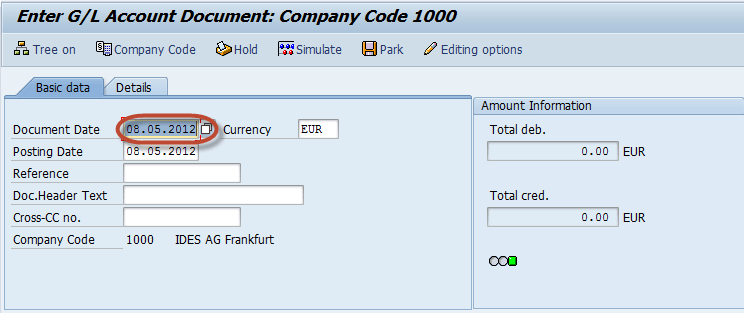 Enter G/L Account Document: Company Code 1000
Tree on Company Code Hold Simulate Park Editing options
Basic data Details
Amount Information
Document Date 08.05.2012 Currency EUR
Total deb.
Posting Date 08.05.2012
0.00 EUR
Reference
Doc.Header Text
Total cred.
Cross-CC no.
0.00 EUR
Company Code 1000 IDES AG Frankfurt